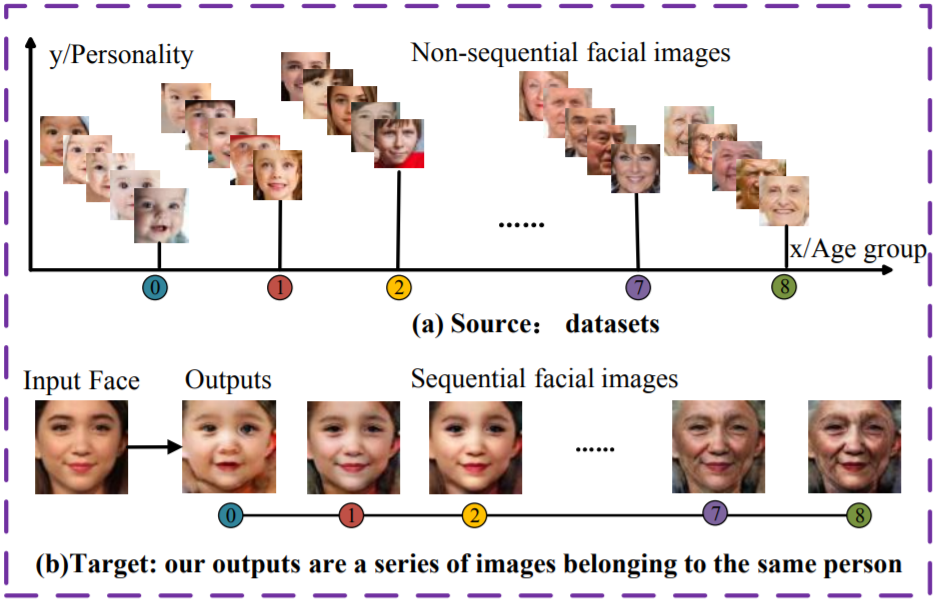 y/Personality
Non-sequential facial images
......
x/Age group
0 1 2 7 8
(a) Source： datasets
Input Face Outputs Sequential facial images
......
0 1 2 7 8
(b)Target: our outputs are a series of images belonging to the same person